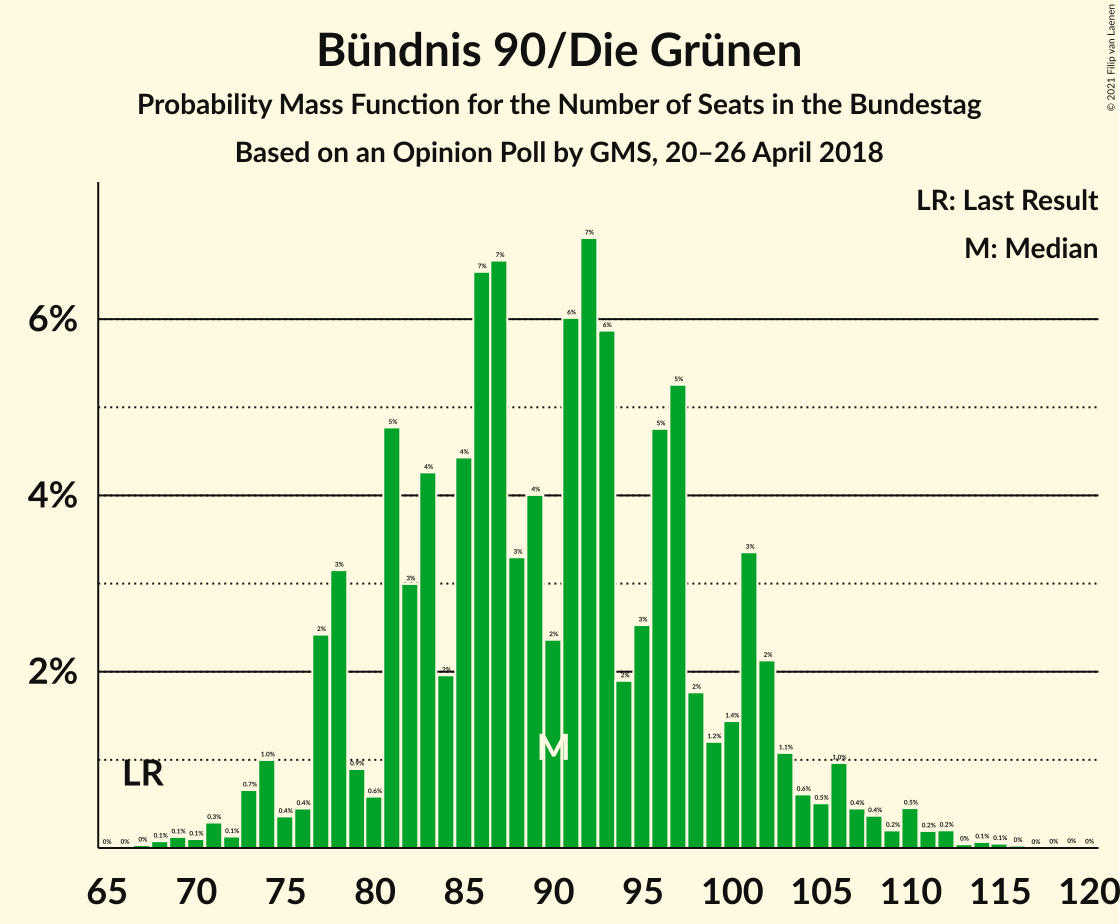 Bündnis 90/Die Grünen
Probability Mass Function for the Number of Seats in the Bundestag
Based on an Opinion Poll by GMS, 20–26 April 2018
© 2021 Filip van Laenen
LR: Last Result
M: Median
6%
4%
2%
LR
M
0% 0% 0% 0.1% 0.1% 0.1% 0.3% 0.1% 0.7% 1.0% 0.4% 0.4% 2% 3% 0.9% 0.6% 5% 3% 4% 2% 4% 7% 7% 3% 4% 2% 6% 7% 6% 2% 3% 5% 5% 2% 1.2% 1.4% 3% 2% 1.1% 0.6% 0.5% 1.0% 0.4% 0.4% 0.2% 0.5% 0.2% 0.2% 0% 0.1% 0.1% 0% 0% 0% 0% 0%
65 70 75 80 85 90 95 100 105 110 115 120